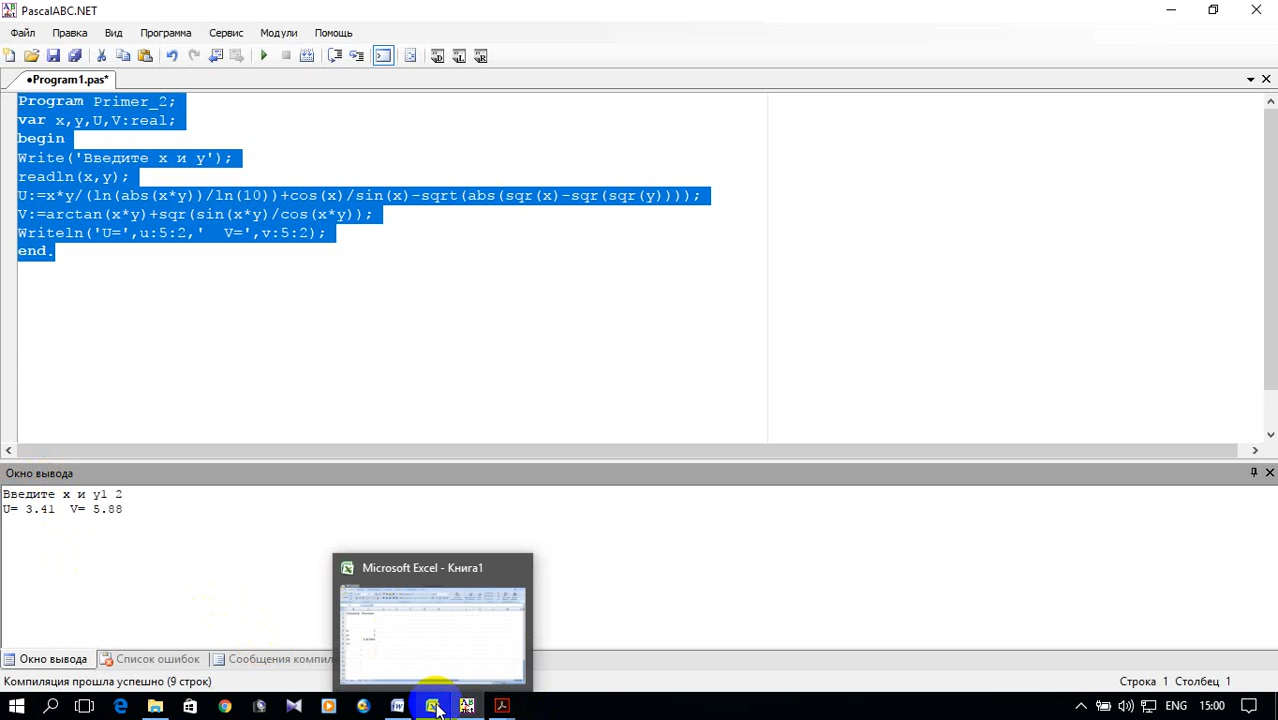 PascalABC.NET
Файл Правка Вид Программа Сервис Модули Помощь
•Program1.pas*
Program Primer_2;
var x,y,U,V:real;
begin
Write('Введите x и y');
readln(x,y);
U:=x*y/(ln(abs(x*y))/ln(10))+cos(x)/sin(x)-sqrt(abs(sqr(x)-sqr(sqr(y))));
V:=arctan(x*y)+sqr(sin(x*y)/cos(x*y));
Writeln('U=',u:5:2,'  V=',v:5:2);
end.
Окно вывода
Введите x и y1 2
U= 3.41  V= 5.88
Microsoft Excel - Книга1
Окно вывода Список ошибок Сообщения компил
Компиляция прошла успешно (9 строк) Строка 1 Столбец 1
ENG 15:00